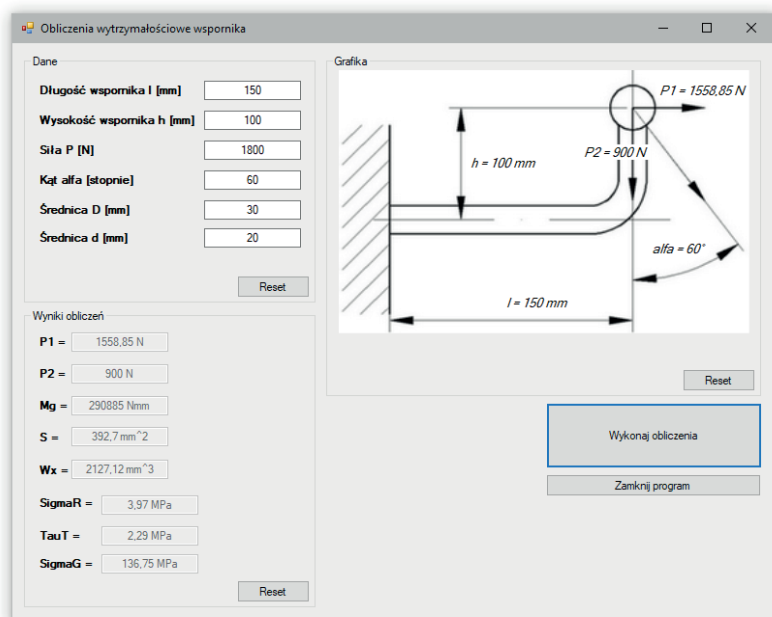 Obliczenia wytrzymałościowe wspornika
Dane
Długość wspornika l [mm] 150
Wysokość wspornika h [mm] 100
Siła P [N] 1800
Kąt alfa [stopnie] 60
Średnica D [mm] 30
Średnica d [mm] 20
Reset
Wyniki obliczeń
P1 = 1558,85 N
P2 = 900 N
Mg = 290885 Nmm
S = 392,7 mm^2
Wx = 2127,12 mm^3
SigmaR = 3,97 MPa
TauT = 2,29 MPa
SigmaG = 136,75 MPa
Reset
Grafika
P1 = 1558,85 N
P2 = 900 N
h = 100 mm
alfa = 60°
l = 150 mm
Reset
Wykonaj obliczenia
Zamknij program